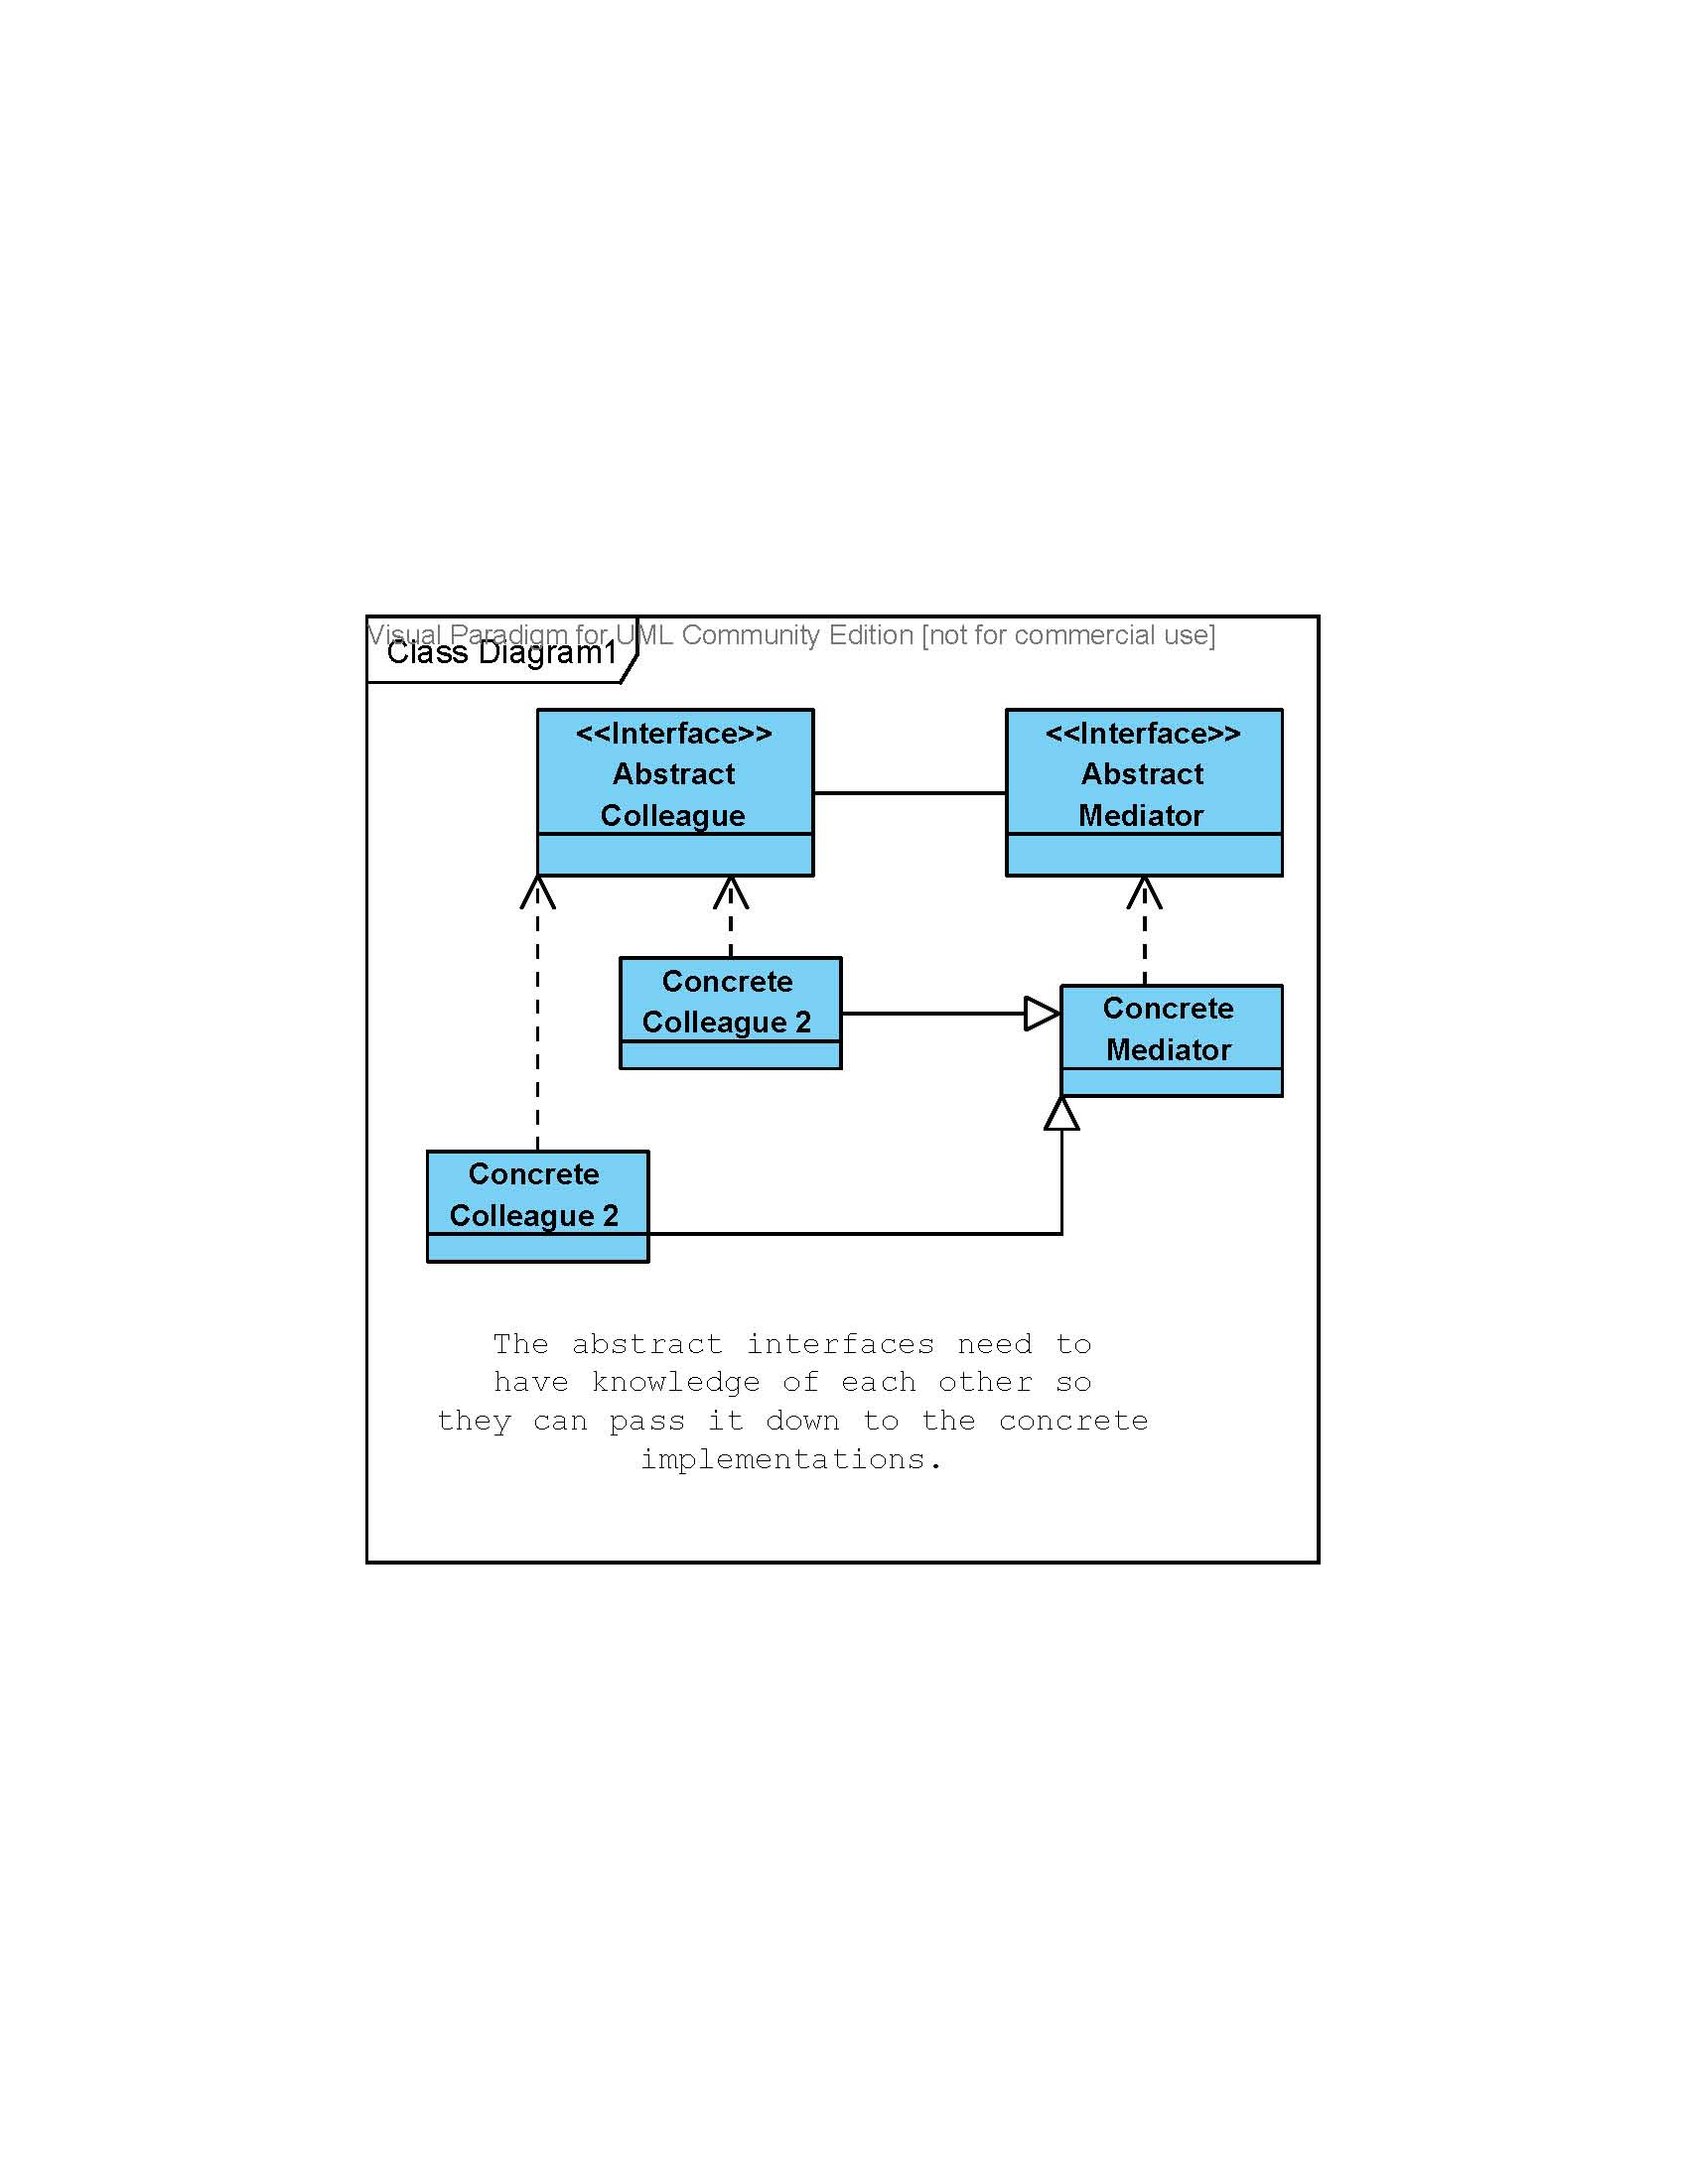 Visual Paradigm for UML Community Edition [not for commercial use]
Class Diagram1
<<Interface>>
Abstract
Colleague
<<Interface>>
Abstract
Mediator
Concrete
Colleague 2
Concrete
Mediator
Concrete
Colleague 2
The abstract interfaces need to
have knowledge of each other so
they can pass it down to the concrete
implementations.